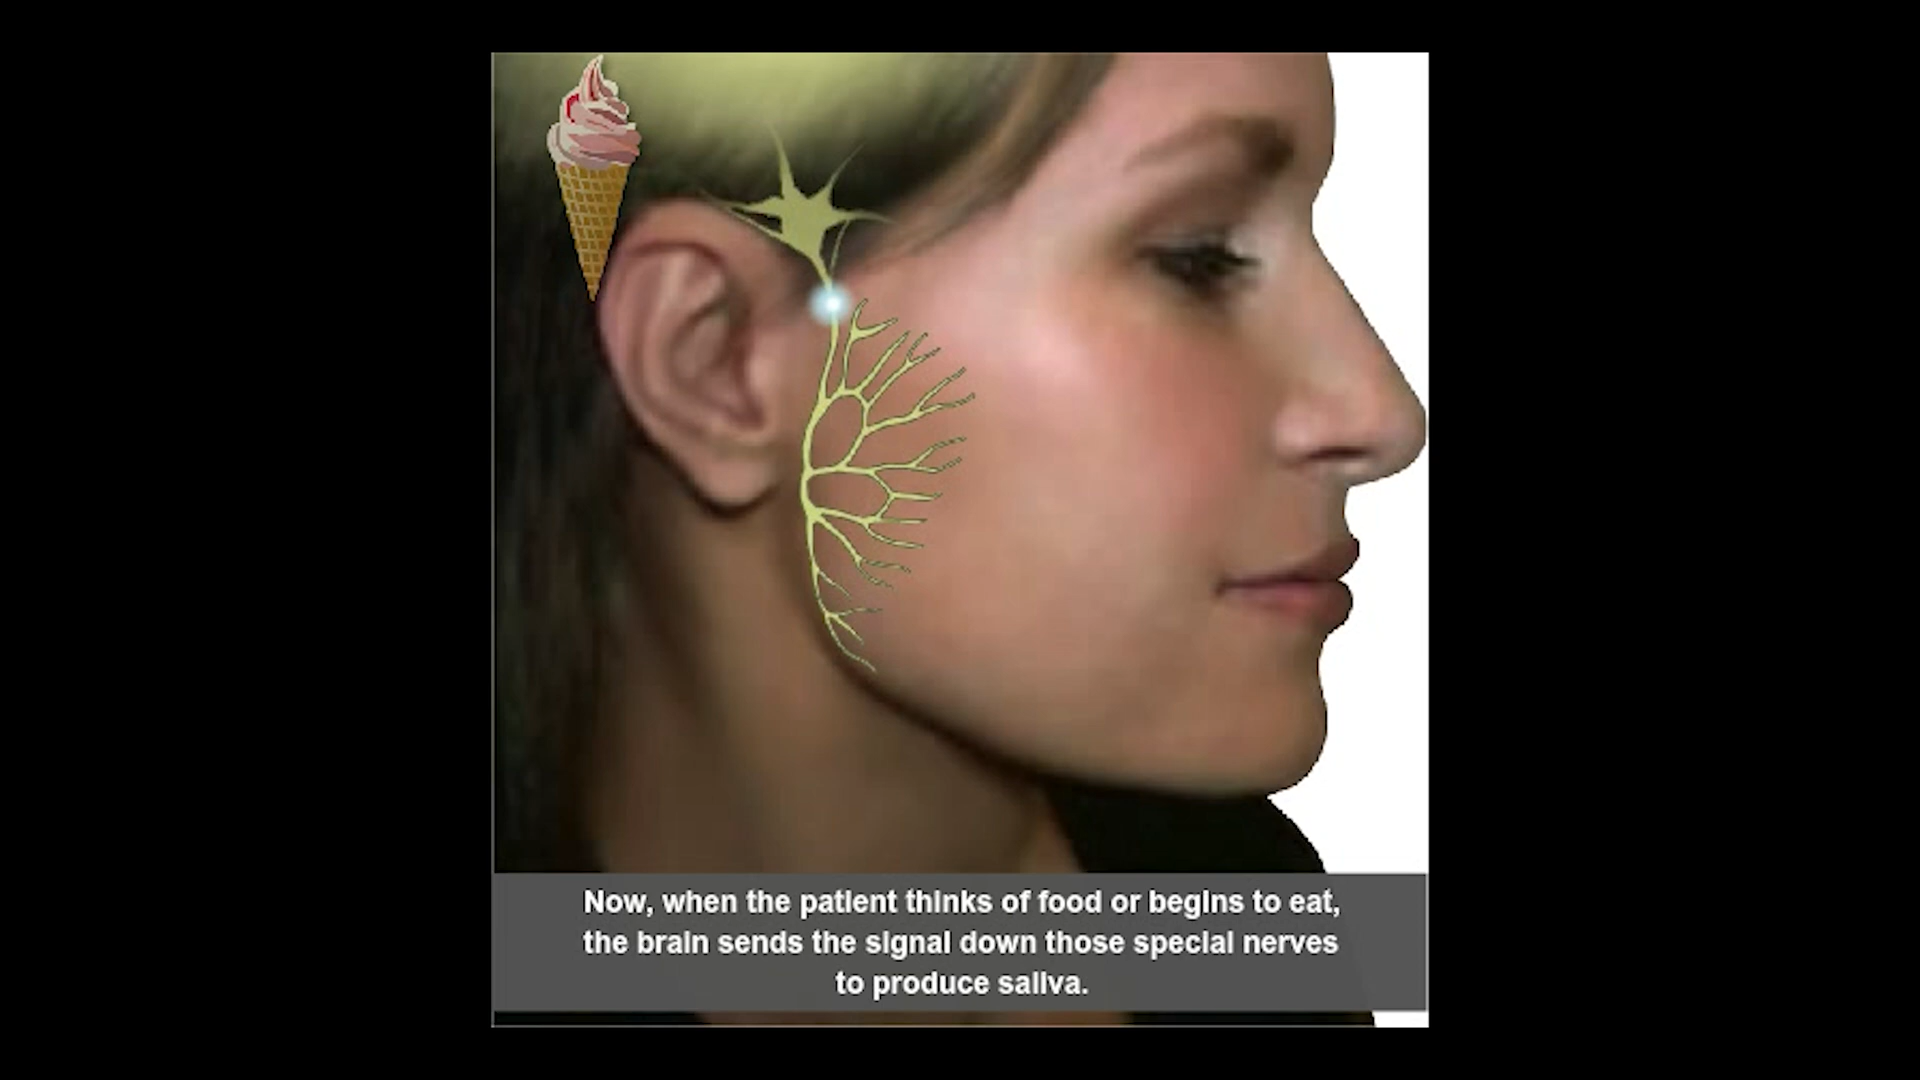 Now, when the patient thinks of food or begins to eat,
the brain sends the signal down those special nerves
to produce saliva.